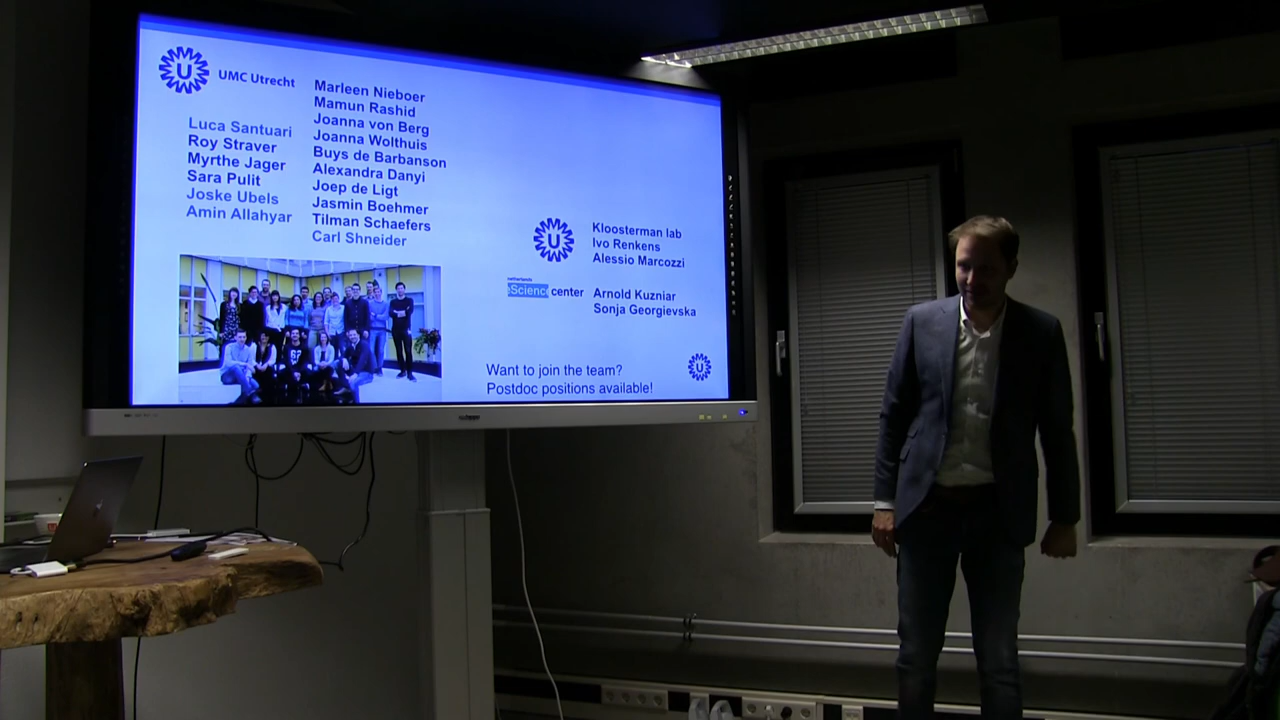 UMC Utrecht
Luca Santuari
Roy Straver
Myrthe Jager
Sara Pulit
Joske Ubels
Amin Allahyar
Marleen Nieboer
Mamun Rashid
Joanna von Berg
Joanna Wolthuis
Buys de Barbanson
Alexandra Danyi
Joep de Ligt
Jasmin Boehmer
Tilman Schaefers
Carl Shneider
U
Kloosterman lab
Ivo Renkens
Alessio Marcozzi
netherlands
eScience center
Arnold Kuzniar
Sonja Georgievska
Want to join the team?
Postdoc positions available!
U